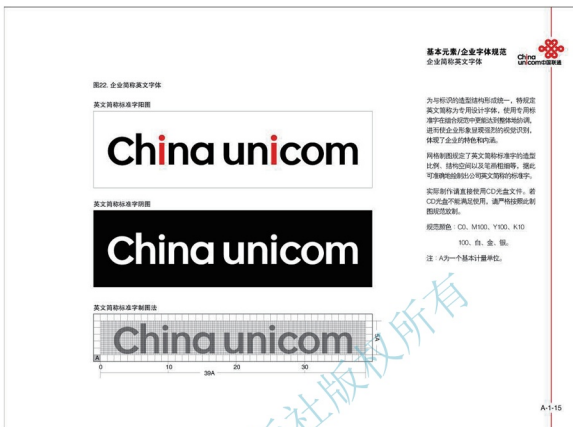 基本元素/企业字体规范
企业简称英文字体
China
unicom中国联通
图22. 企业简称英文字体
英文简称标准字阳图
China unicom
英文简称标准字阴图
China unicom
英文简称标准字制图法
China unicom
A
5A
0 10 20 30
39A
为与标识的造型结构形成统一，特规定
英文简称为专用设计字体，使用专用标
准字在组合规范中更能达到整体地协调，
进而使企业形象呈现强烈的视觉识别，
体现了企业的特色和内涵。
网格制图规定了英文简称标准字的造型
比例、结构空间以及笔画粗细等，据此
可准确地绘制出公司英文简称的标准字。
实际制作请直接使用CD光盘文件，若
CD光盘不能满足使用，请严格按照此制
图规范放制。
规范颜色：C0、M100、Y100、K10
100、白、金、银。
注：A为一个基本计量单位。
社版权所有
A-1-15